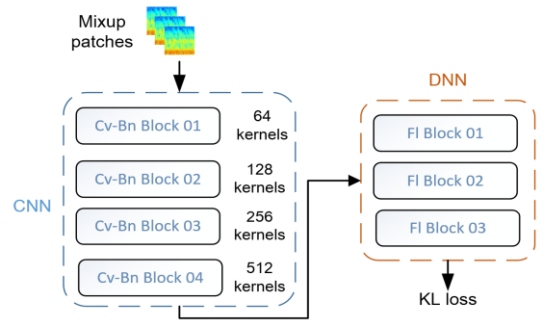 Mixup
patches
CNN
Cv-Bn Block 01
64
kernels
Cv-Bn Block 02
128
kernels
Cv-Bn Block 03
256
kernels
Cv-Bn Block 04
512
kernels
DNN
Fl Block 01
Fl Block 02
Fl Block 03
KL loss